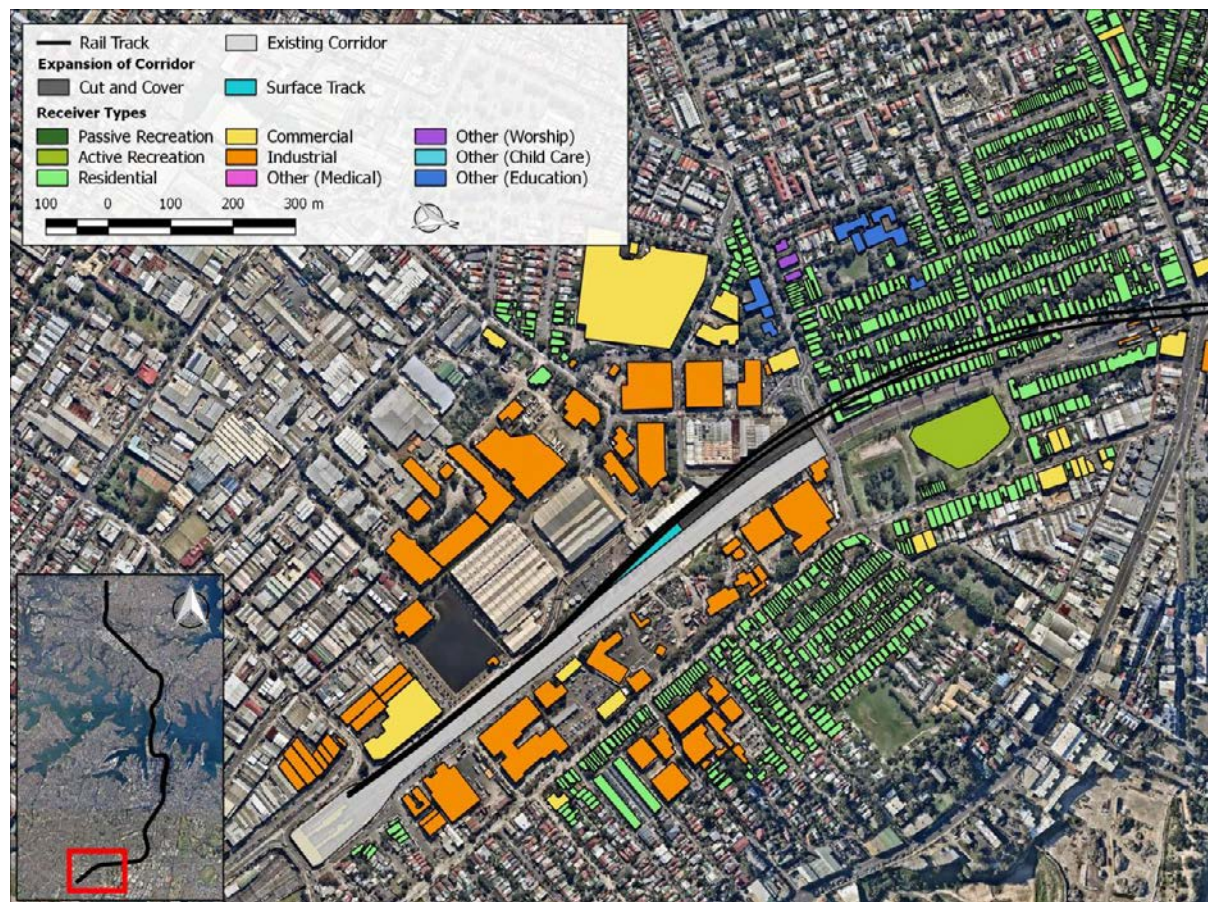 Rail Track
Existing Corridor
Expansion of Corridor
Cut and Cover
Surface Track
Receiver Types
Passive Recreation
Commercial
Other (Worship)
Active Recreation
Industrial
Other (Child Care)
Residential
Other (Medical)
Other (Education)
100 0 100 200 300 m